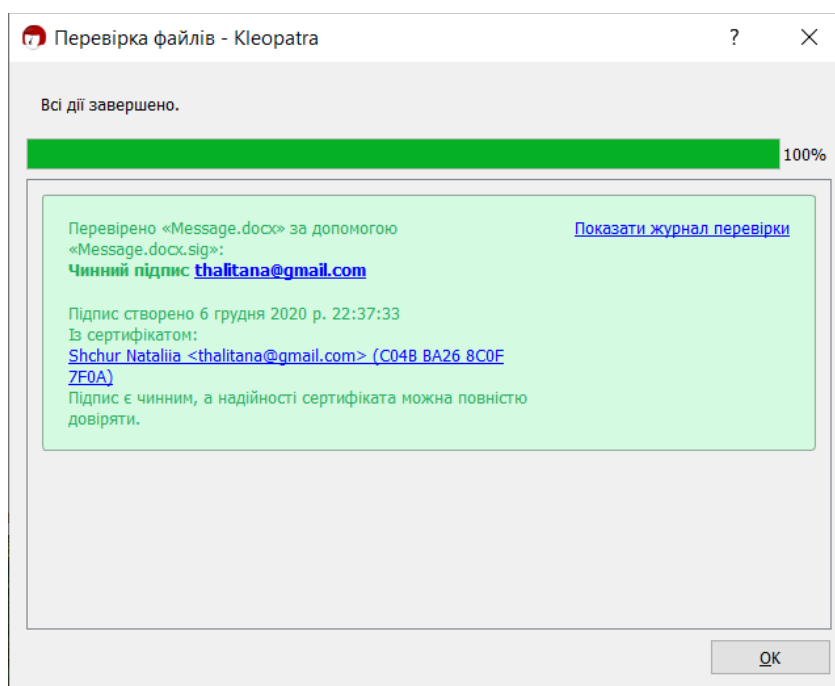 Перевірка файлів - Kleopatra
?
Всі дії завершено.
100%
Перевірено «Message.docx» за допомогою
«Message.docx.sig»:
Показати журнал перевірки
Чинний підпис thalitana@gmail.com
Підпис створено 6 грудня 2020 р. 22:37:33
Із сертифікатом:
Shchur Nataliia <thalitana@gmail.com> (C04B BA26 8C0F
7F0A)
Підпис є чинним, а надійності сертифіката можна повністю
довіряти.
OK